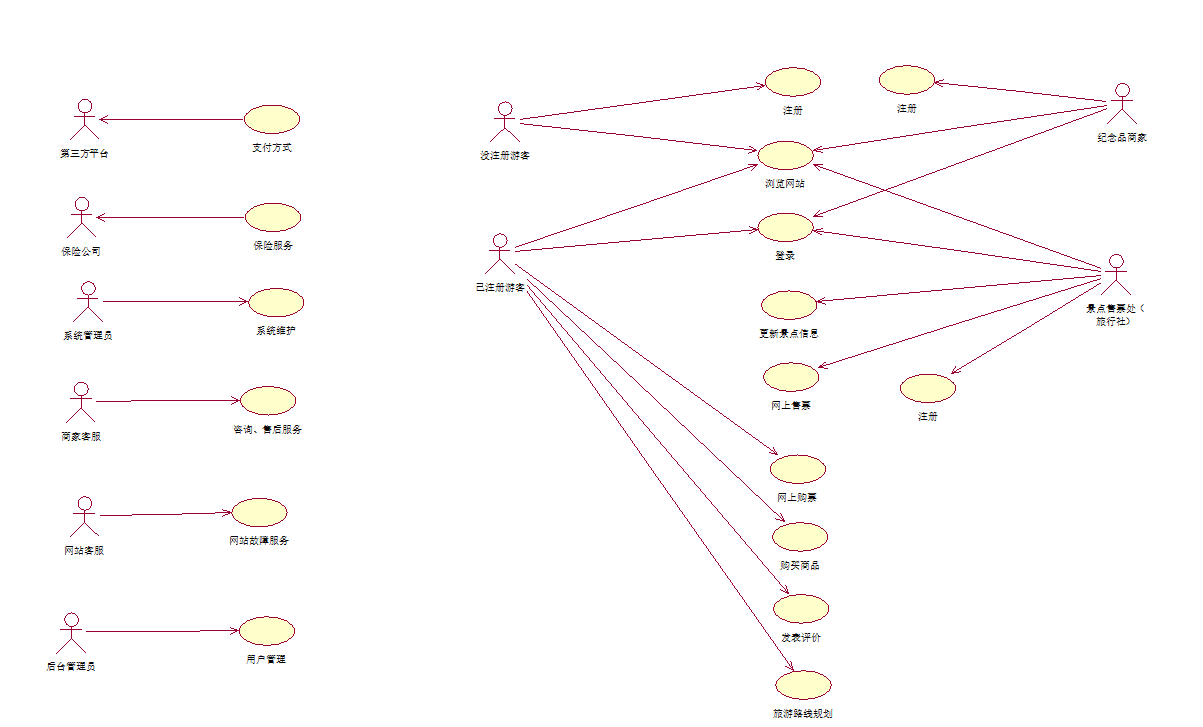 第三方平台
支付方式
保险公司
保险服务
系统管理员
系统维护
商家客服
咨询、售后服务
网站客服
网站故障服务
后台管理员
用户管理
没注册游客
已注册游客
注册
注册
浏览网站
登录
更新景点信息
网上售票
注册
网上购票
购买商品
发表评价
旅游路线规划
纪念品商家
景点售票处（
旅行社）